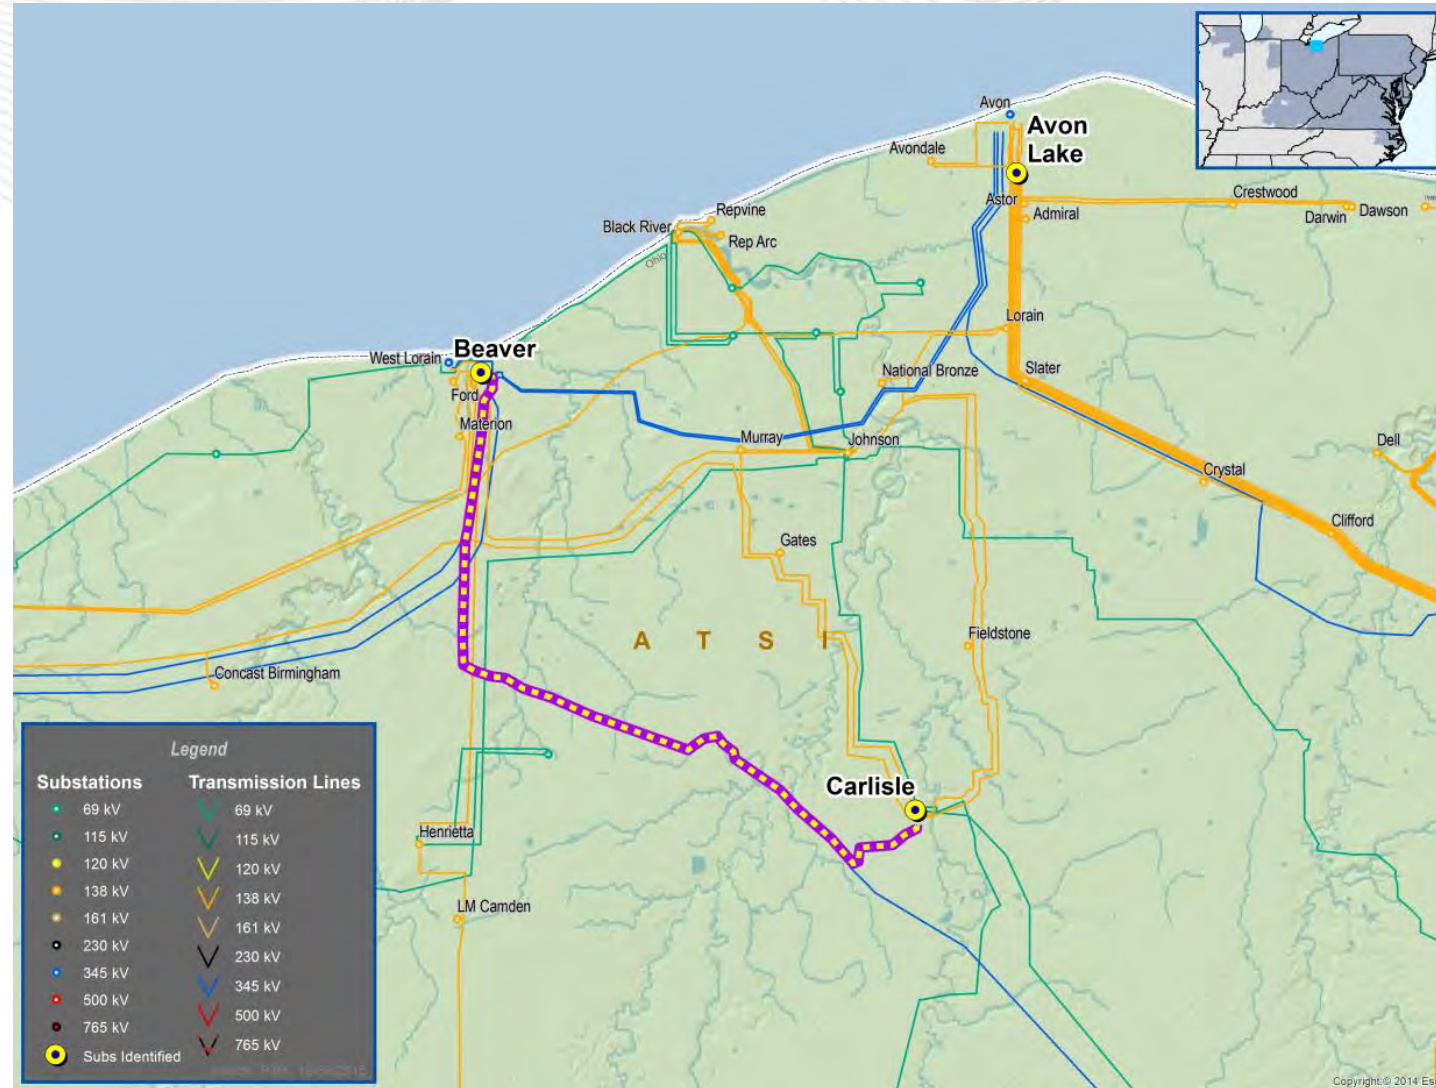 Avon
Avon
Lake
Avondale
Crestwood
Astor
Admiral
Darwin
Dawson
Repvine
Black River
Rep Arc
Ohio
Lorain
West Lorain
Beaver
National Bronze
Slater
Ford
Materion
Murray
Johnson
Dell
Crystal
Clifford
Gates
A T S I
Fieldstone
Concast Birmingham
Carlisle
Henrietta
LM Camden
Legend
Substations
69 kV
115 kV
120 kV
138 kV
161 kV
230 kV
345 kV
500 kV
765 kV
Subs Identified
Transmission Lines
69 kV
115 kV
120 kV
138 kV
161 kV
230 kV
345 kV
500 kV
765 kV
Copyright:© 2014 Es